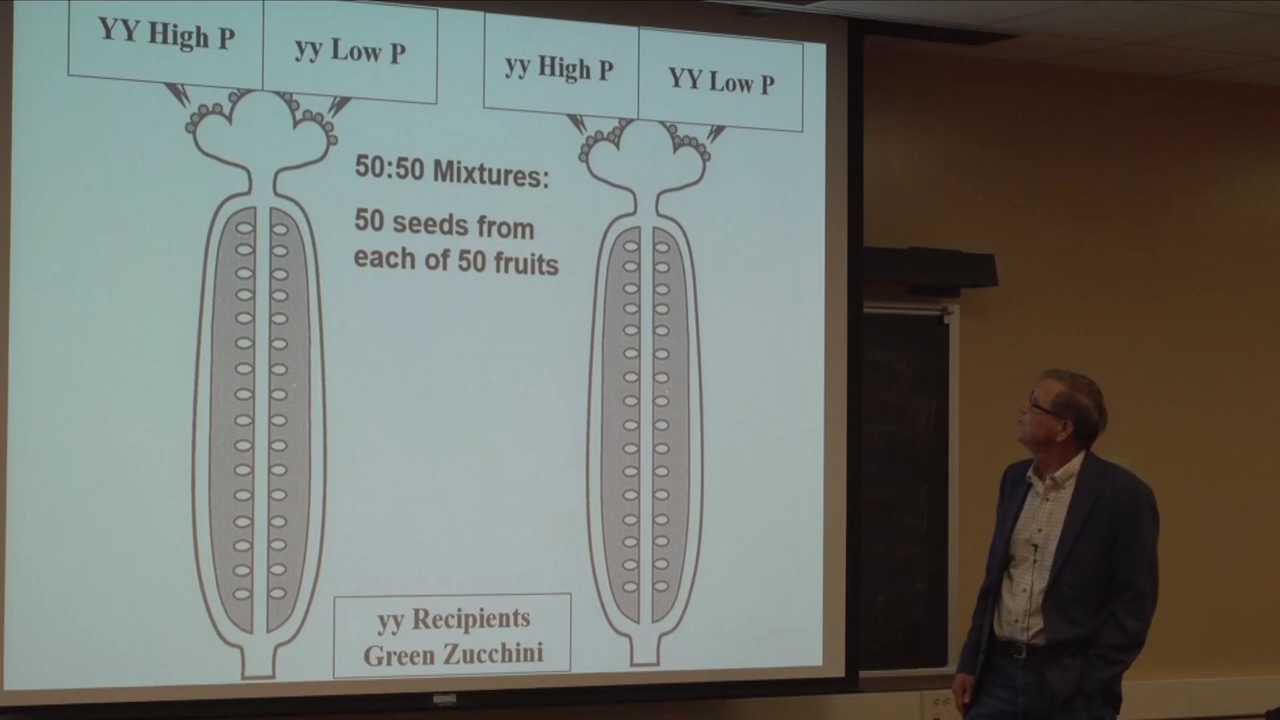 YY High P
yy Low P
yy High P
YY Low P
50:50 Mixtures:
50 seeds from
each of 50 fruits
yy Recipients
Green Zucchini